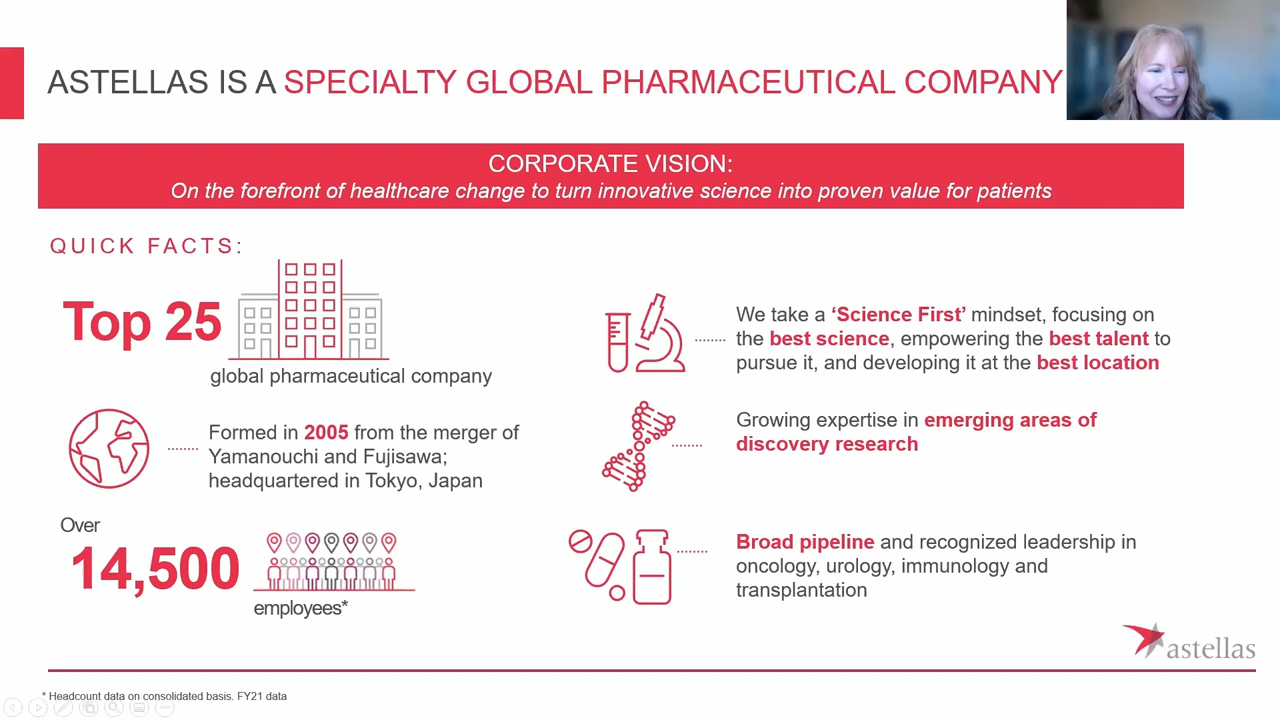 ASTELLAS IS A SPECIALTY GLOBAL PHARMACEUTICAL COMPANY
CORPORATE VISION:
On the forefront of healthcare change to turn innovative science into proven value for patients
QUICK FACTS:
Top 25
global pharmaceutical company
Formed in 2005 from the merger of
Yamanouchi and Fujisawa;
headquartered in Tokyo, Japan
Over
14,500
employees*
We take a ‘Science First’ mindset, focusing on
the best science, empowering the best talent to
pursue it, and developing it at the best location
Growing expertise in emerging areas of
discovery research
Broad pipeline and recognized leadership in
oncology, urology, immunology and
transplantation
astellas
* Headcount data on consolidated basis. FY21 data